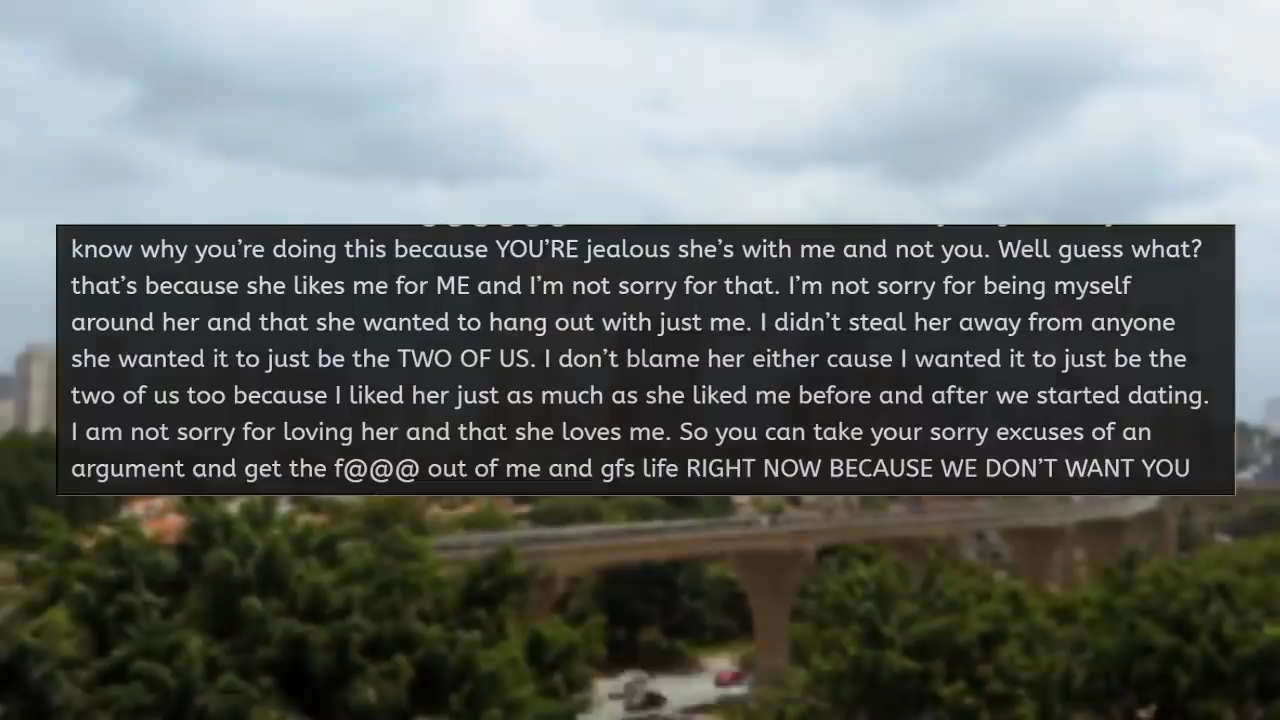 know why you’re doing this because YOU’RE jealous she’s with me and not you. Well guess what?
that’s because she likes me for ME and I’m not sorry for that. I’m not sorry for being myself
around her and that she wanted to hang out with just me. I didn’t steal her away from anyone
she wanted it to just be the TWO OF US. I don’t blame her either cause I wanted it to just be the
two of us too because I liked her just as much as she liked me before and after we started dating.
I am not sorry for loving her and that she loves me. So you can take your sorry excuses of an
argument and get the f@@@ out of me and gfs life RIGHT NOW BECAUSE WE DON’T WANT YOU